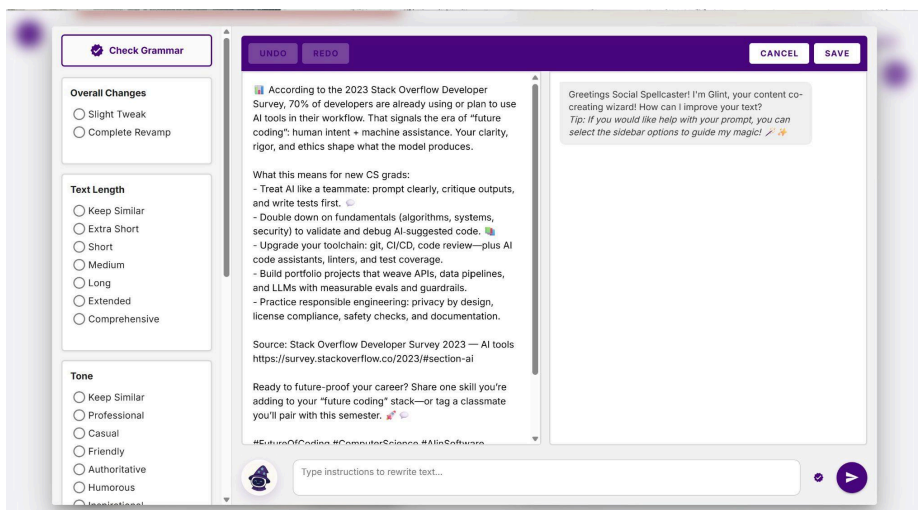 Check Grammar
Overall Changes
Slight Tweak
Complete Revamp
Text Length
Keep Similar
Extra Short
Short
Medium
Long
Extended
Comprehensive
Tone
Keep Similar
Professional
Casual
Friendly
Authoritative
Humorous
Inspirational
UNDO
REDO
CANCEL
SAVE
According to the 2023 Stack Overflow Developer
Survey, 70% of developers are already using or plan to use
AI tools in their workflow. That signals the era of “future
coding”: human intent + machine assistance. Your clarity,
rigor, and ethics shape what the model produces.
What this means for new CS grads:
- Treat AI like a teammate: prompt clearly, critique outputs,
and write tests first.
- Double down on fundamentals (algorithms, systems,
security) to validate and debug AI-suggested code.
- Upgrade your toolchain: git, CI/CD, code review—plus AI
code assistants, linters, and test coverage.
- Build portfolio projects that weave APIs, data pipelines,
and LLMs with measurable evals and guardrails.
- Practice responsible engineering: privacy by design,
license compliance, safety checks, and documentation.
Source: Stack Overflow Developer Survey 2023 — AI tools
https://survey.stackoverflow.co/2023/#section-ai
Ready to future-proof your career? Share one skill you’re
adding to your “future coding” stack—or tag a classmate
you’ll pair with this semester.
#FutureOfCoding #ComputerScience #AIinSoftware
Greetings Social Spellcaster! I'm Glint, your content co-
creating wizard! How can I improve your text?
Tip: If you would like help with your prompt, you can
select the sidebar options to guide my magic!
Type instructions to rewrite text...